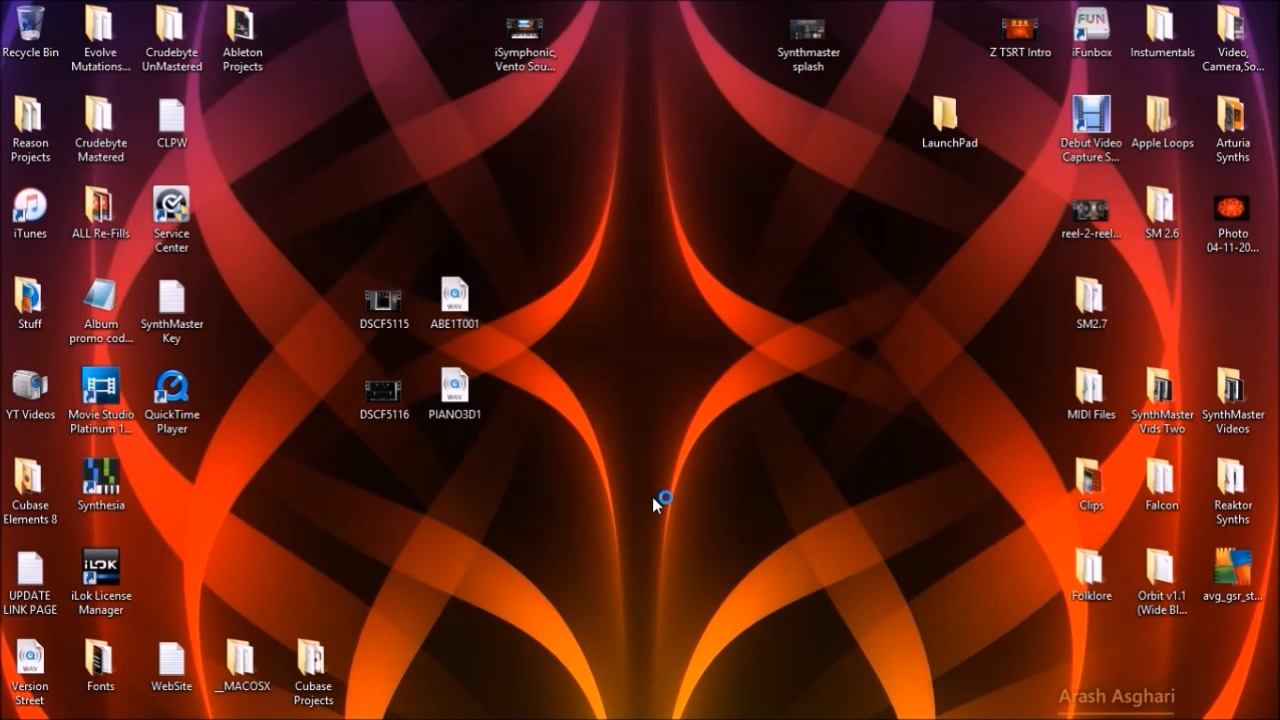 Recycle Bin
Evolve
Mutations...
Crudebyte
UnMastered
Ableton
Projects
iSymphonic,
Vento Sou...
Synthmaster
splash
Z TSRT Intro
FUN
iFunbox
Instumentals
Video,
Camera,So...
Reason
Projects
Crudebyte
Mastered
CLPW
LaunchPad
Debut Video
Capture S...
Apple Loops
Arturia
Synths
iTunes
ALL Re-Fills
Service
Center
reel-2-reel...
SM 2.6
Photo
04-11-20...
Stuff
Album
promo cod...
SynthMaster
Key
DSCF5115
WAV
ABE1T001
SM2.7
YT Videos
Movie Studio
Platinum 1...
QuickTime
Player
DSCF5116
WAV
PIANO3D1
MIDI Files
SynthMaster
Vids Two
SynthMaster
Videos
Cubase
Elements 8
Synthesia
Clips
Falcon
Reaktor
Synths
UPDATE
LINK PAGE
iLOK
iLok License
Manager
Folklore
Orbit v1.1
(Wide Bl...
avg_gsr_st...
WAV
Version
Street
Fonts
WebSite
__MACOSX
Cubase
Projects
Arash Asghari